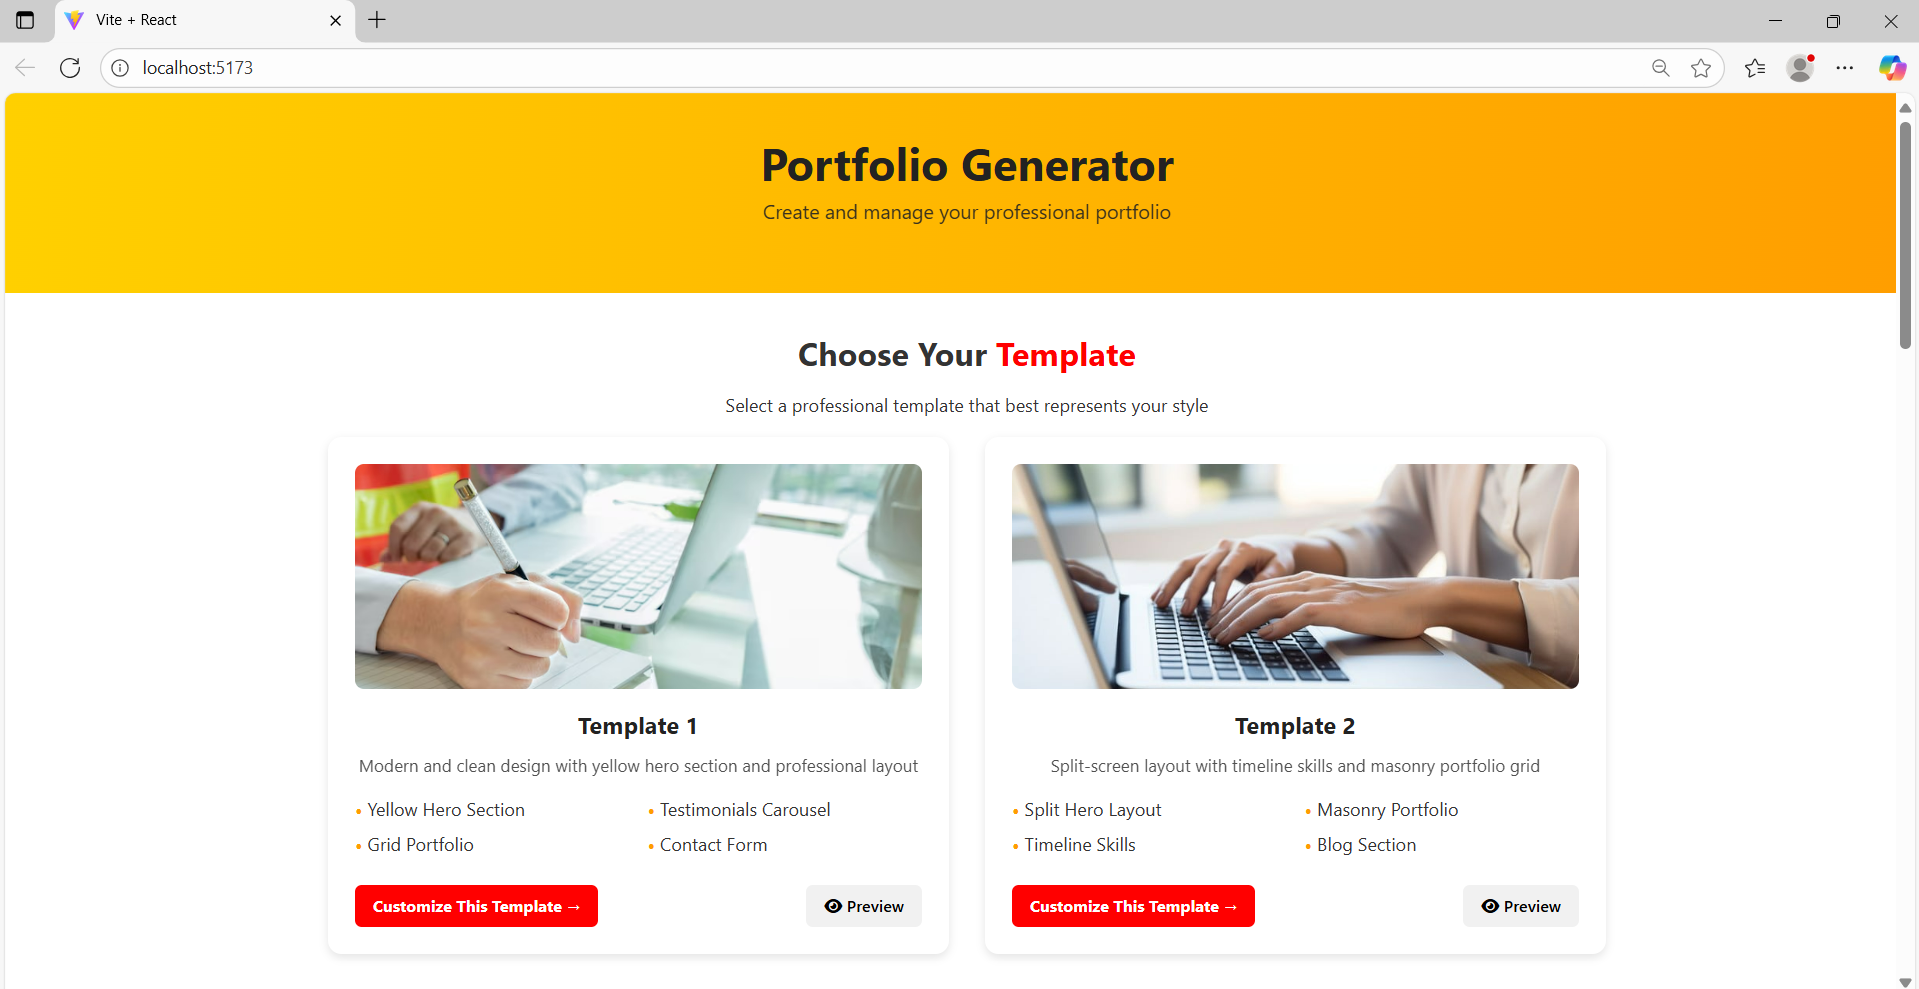 Vite + React
localhost:5173
Portfolio Generator
Create and manage your professional portfolio
Choose Your Template
Select a professional template that best represents your style
Template 1
Modern and clean design with yellow hero section and professional layout
• Yellow Hero Section
• Testimonials Carousel
• Grid Portfolio
• Contact Form
Customize This Template →
Preview
Template 2
Split-screen layout with timeline skills and masonry portfolio grid
• Split Hero Layout
• Masonry Portfolio
• Timeline Skills
• Blog Section
Customize This Template →
Preview